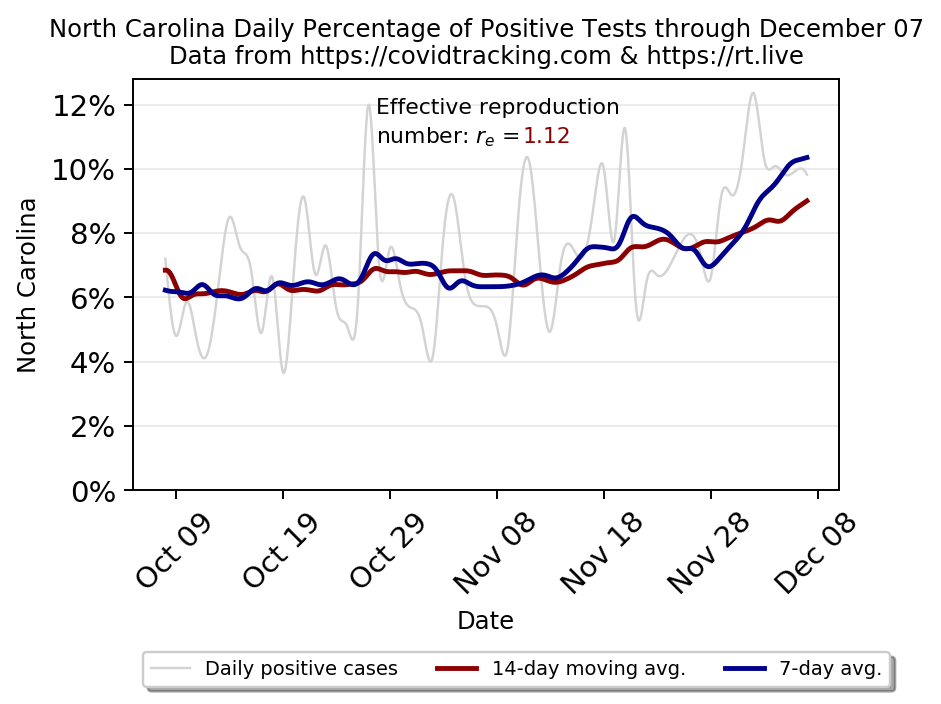 North Carolina Daily Percentage of Positive Tests through December 07
Data from https://covidtracking.com & https://rt.live
12%
10%
8%
6%
4%
2%
0%
North Carolina
Effective reproduction
number: rₑ =1.12
Oct 09
Oct 19
Oct 29
Nov 08
Nov 18
Nov 28
Dec 08
Date
Daily positive cases
14-day moving avg.
7-day avg.